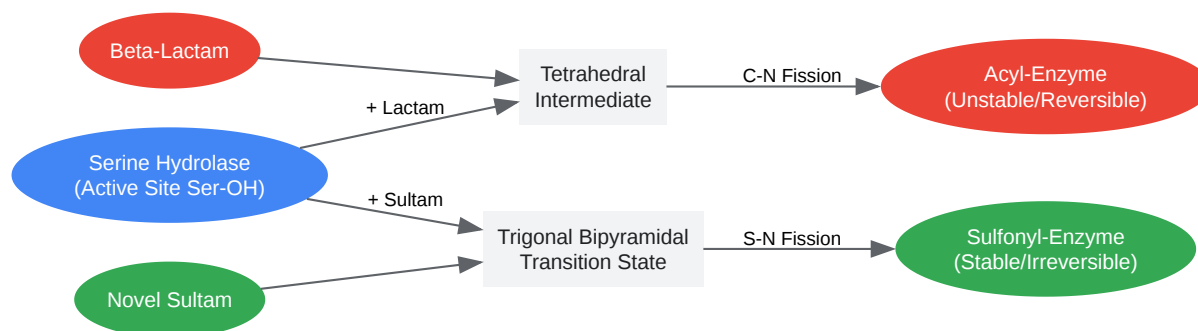 Beta-Lactam
Tetrahedral
Intermediate
C-N Fission
Acyl-Enzyme
(Unstable/Reversible)
+ Lactam
Serine Hydrolase
(Active Site Ser-OH)
+ Sultam
Trigonal Bipyramidal
Transition State
S-N Fission
Sulfonyl-Enzyme
(Stable/Irreversible)
Novel Sultam